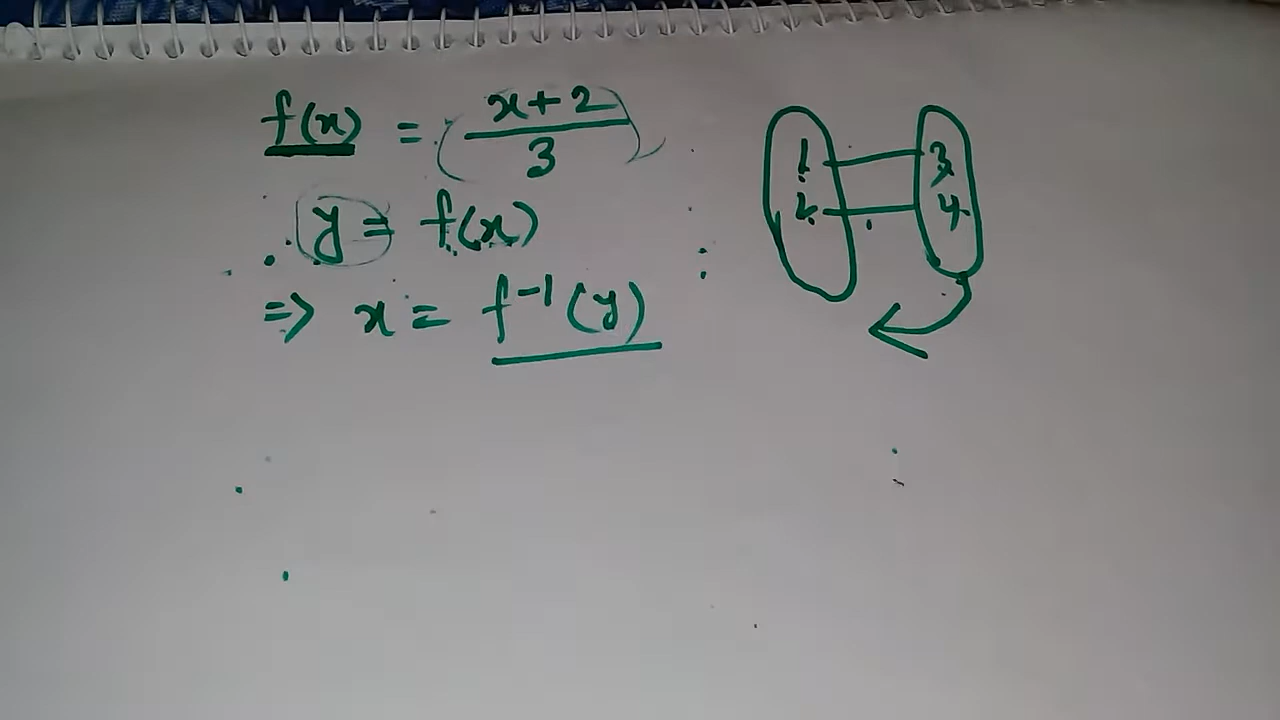 f(x) = (x+2/3)
y = f(x)
=> x = f⁻¹(y)
1 3
2 4